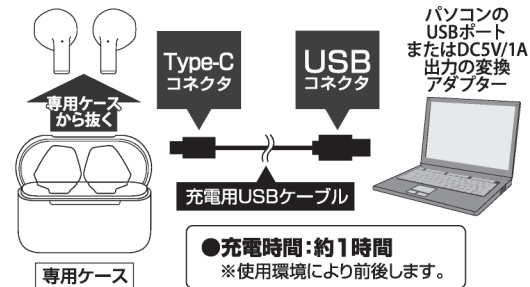 専用ケース
から抜く
Type-C
コネクタ
USB
コネクタ
パソコンの
USBポート
またはDC5V/1A
出力の変換
アダプター
充電用USBケーブル
専用ケース
●充電時間:約1時間
※使用環境により前後します。